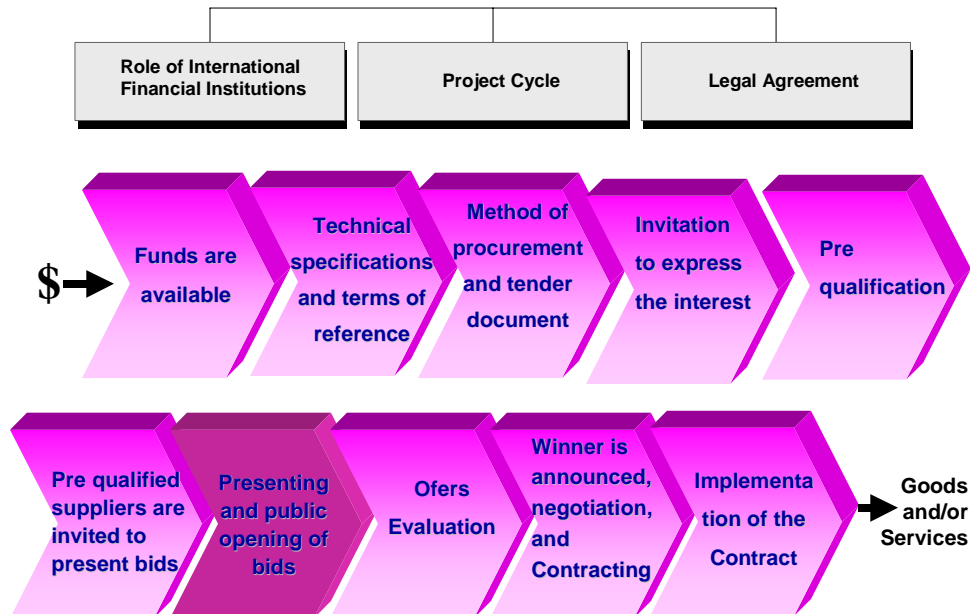 Role of International
Financial Institutions
Project Cycle
Legal Agreement
$
Funds are
available
Technical
specifications
and terms of
reference
Method of
procurement
and tender
document
Invitation
to express
the interest
Pre
qualification
Pre qualified
suppliers are
invited to
present bids
Presenting
and public
opening of
bids
Ofers
Evaluation
Winner is
announced,
negotiation,
and
Contracting
Implementa
tion of the
Contract
Goods
and/or
Services